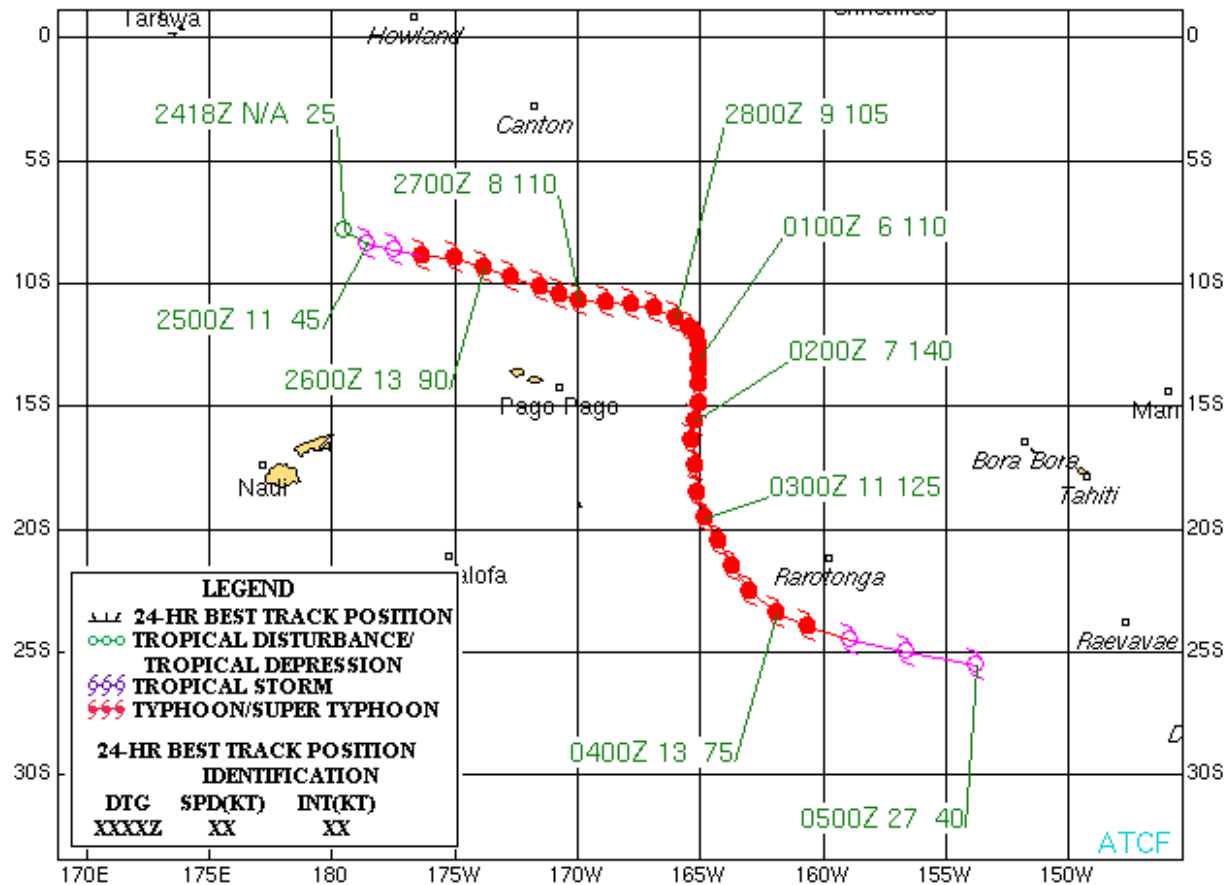 Tarawa
Howland
0
0
2418Z N/A 25
Canton
2800Z 9 105
5S
5S
2700Z 8 110
0100Z 6 110
10S
10S
2500Z 11 45
0200Z 7 140
2600Z 13 90
Pago Pago
15S
15S
Bora Bora
Nadi
0300Z 11 125
Tahiti
20S
20S
alofa
Rarotonga
LEGEND
24-HR BEST TRACK POSITION
TROPICAL DISTURBANCE/
TROPICAL DEPRESSION
TROPICAL STORM
TYPHOON/SUPER TYPHOON
24-HR BEST TRACK POSITION
IDENTIFICATION
DTG SPD(KT) INT(KT)
XXXXZ XX XX
25S
25S
Raevavae
0400Z 13 75
30S
30S
0500Z 27 40
ATCF
170E 175E 180 175W 170W 165W 160W 155W 150W